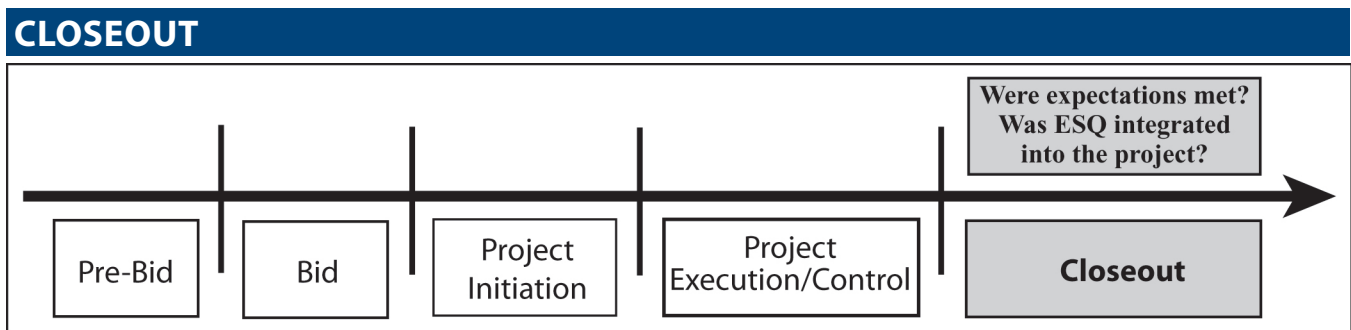 CLOSEOUT
Were expectations met?
Was ESQ integrated
into the project?
Pre-Bid
Bid
Project
Initiation
Project
Execution/Control
Closeout